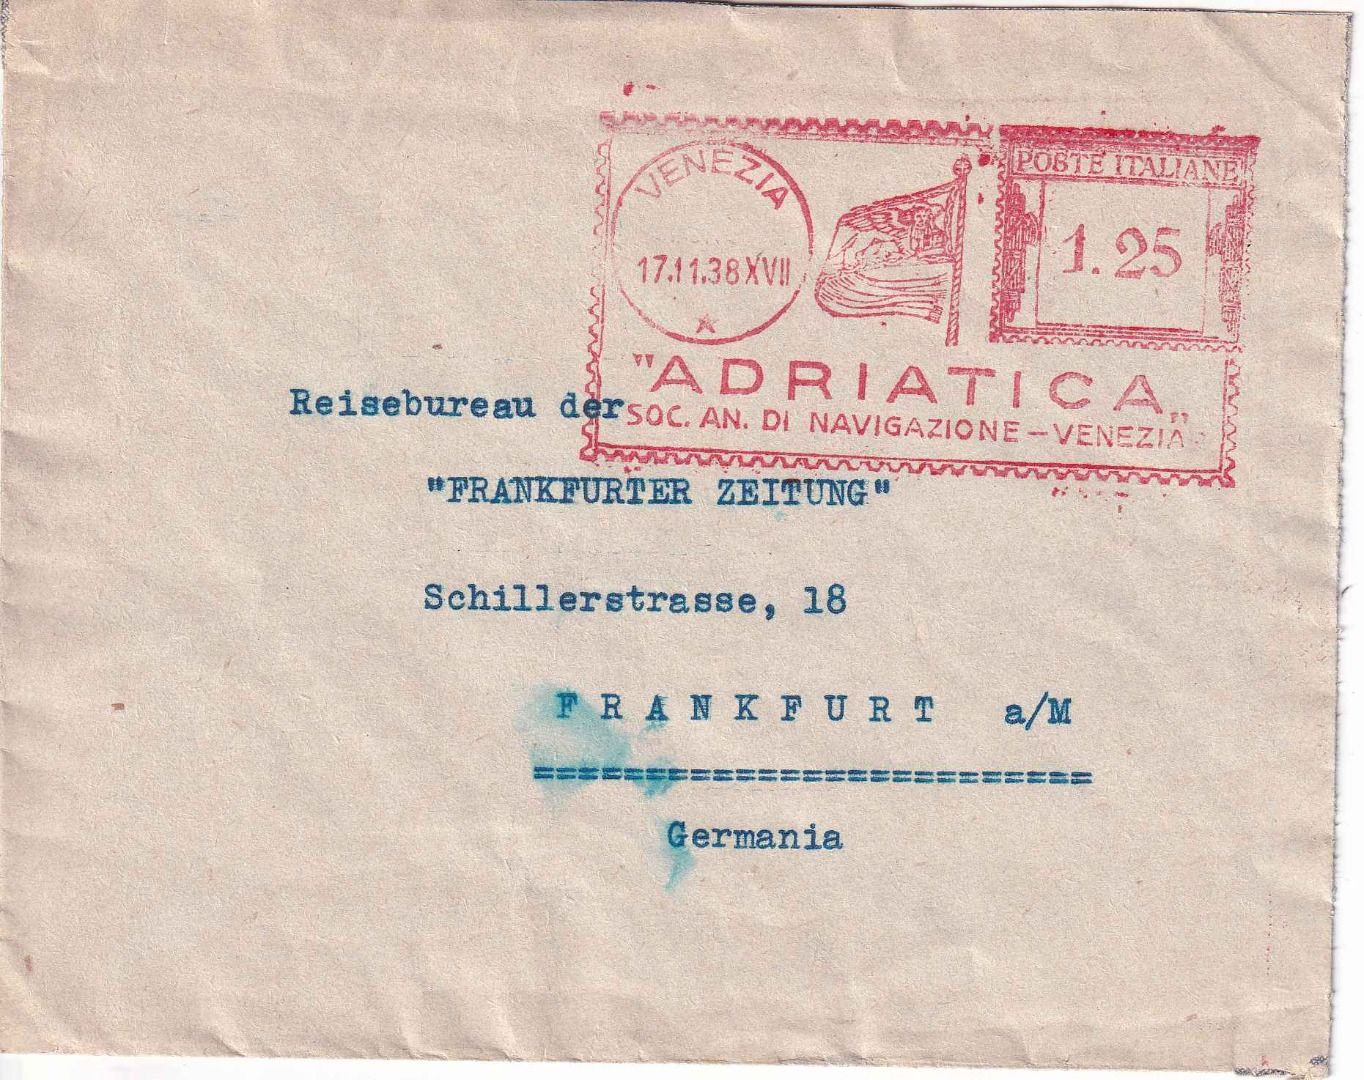 VENEZIA
17.11.38 XVII
POSTE ITALIANE
1.25
"ADRIATICA„
SOC. AN. DI NAVIGAZIONE – VENEZIA
Reisebureau der
"FRANKFURTER ZEITUNG"
Schillerstrasse, 18
FRANKFURT a/M
==========================
Germania